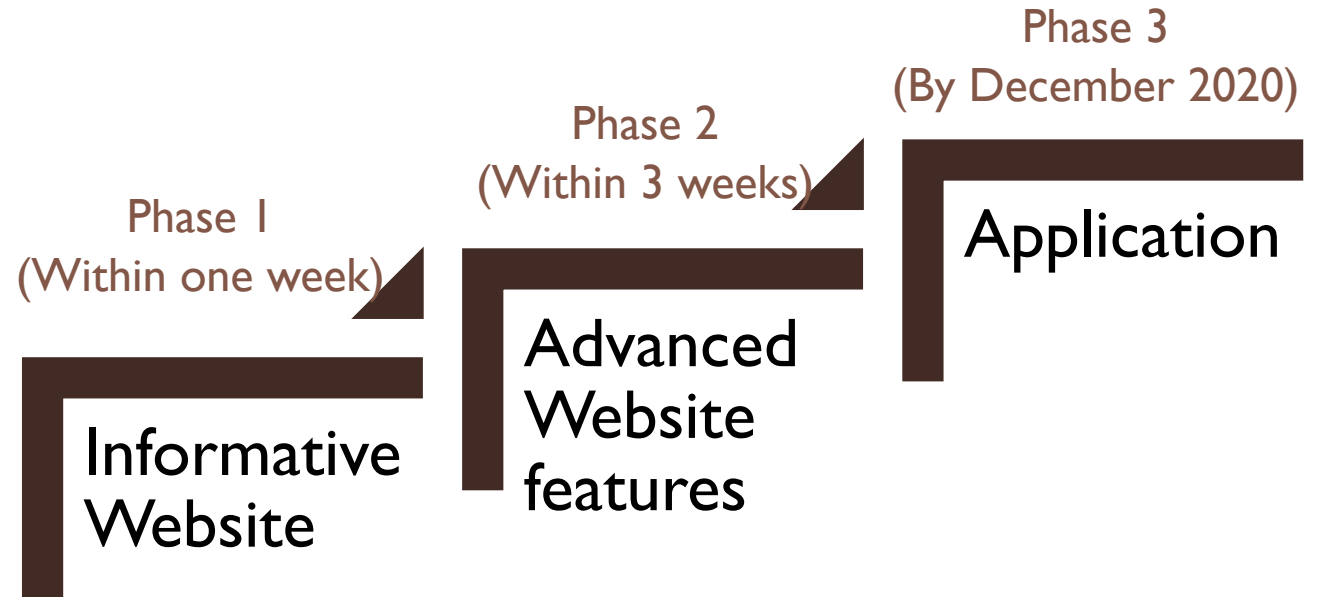 Phase 1
(Within one week)
Informative
Website
Phase 2
(Within 3 weeks)
Advanced
Website
features
Phase 3
(By December 2020)
Application